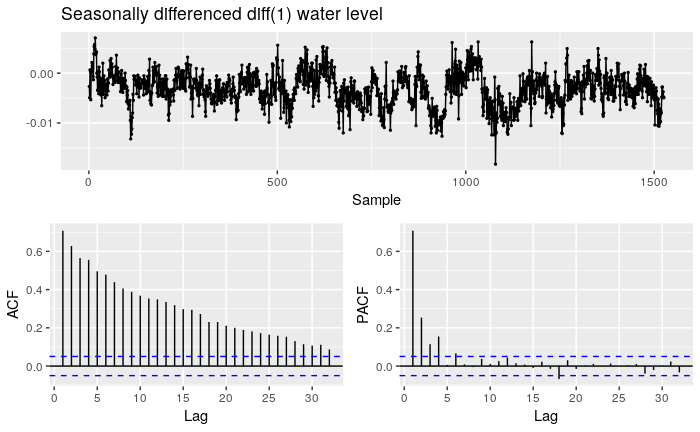 Seasonally differenced diff(1) water level
0.00
-0.01
0 500 1000 1500
Sample
0.6
0.4
0.2
0.0
ACF
0 5 10 15 20 25 30
Lag
0.6
0.4
0.2
0.0
PACF
0 5 10 15 20 25 30
Lag